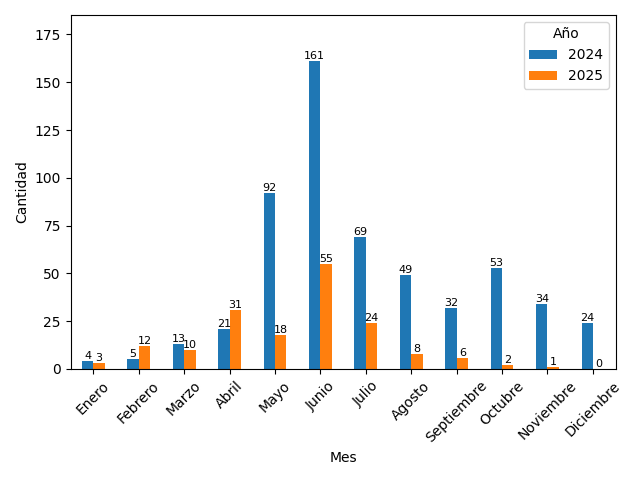 175
150
125
100
75
50
25
0
Cantidad
Año
2024
2025
4 3
5 12
13 10
21 31
92 18
161 55
69 24
49 8
32 6
53 2
34 1
24 0
Enero
Febrero
Marzo
Abril
Mayo
Junio
Julio
Agosto
Septiembre
Octubre
Noviembre
Diciembre
Mes